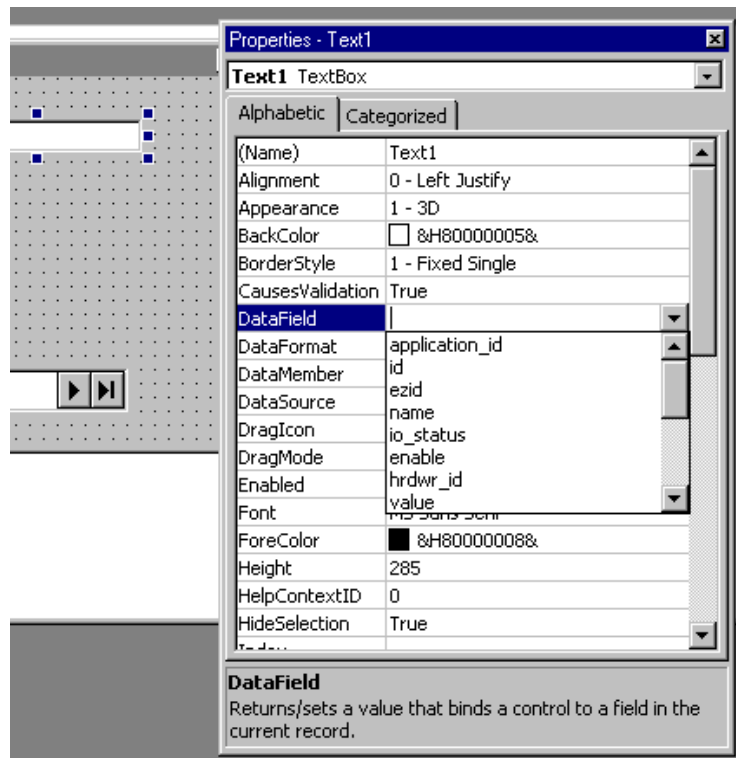 Properties - Text1
Text1 TextBox
Alphabetic Categorized
(Name) Text1
Alignment 0 - Left Justify
Appearance 1 - 3D
BackColor &H80000005&
BorderStyle 1 - Fixed Single
CausesValidation True
DataField
DataFormat application_id
DataMember id
DataSource ezid
DragIcon name
DragMode io_status
Enabled enable
hrdwr_id
value
Font
ForeColor &H80000008&
Height 285
HelpContextID 0
HideSelection True
DataField
Returns/sets a value that binds a control to a field in the
current record.